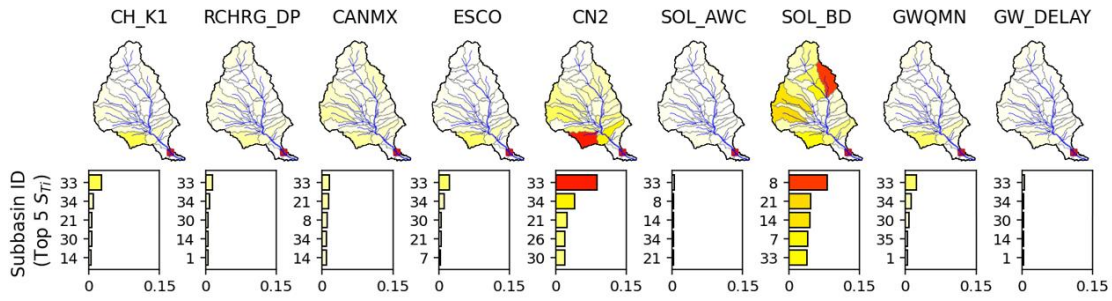 CH_K1 RCHRG_DP CANMX ESCO CN2 SOL_AWC SOL_BD GWQMN GW_DELAY
Subbasin ID
(Top 5 S_Ti)
33 33 33 33 33 33 8 33 33
34 34 21 34 34 8 21 34 34
21 30 8 30 21 14 14 30 30
30 14 34 21 26 34 7 35 14
14 1 14 7 30 21 33 1 1
0 0.15 0 0.15 0 0.15 0 0.15 0 0.15 0 0.15 0 0.15 0 0.15 0 0.15